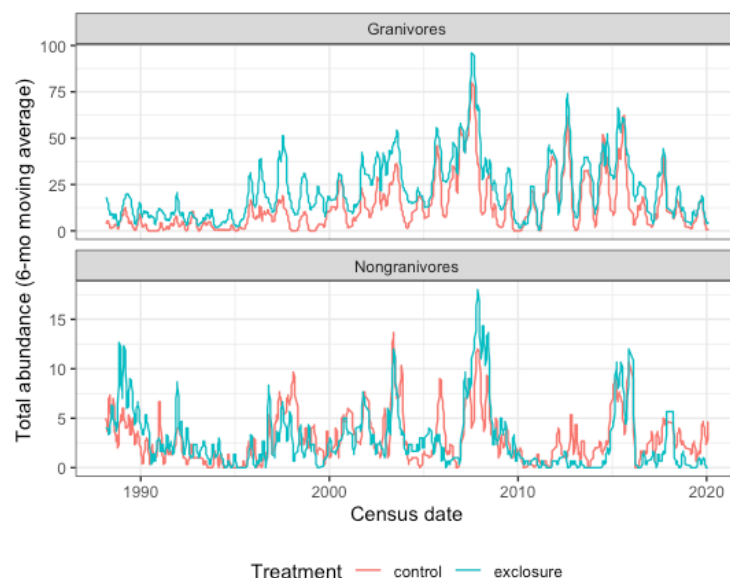 Granivores
100
75
50
25
0
Nongranivores
15
10
5
0
Total abundance (6-mo moving average)
1990 2000 2010 2020
Census date
Treatment control exclosure